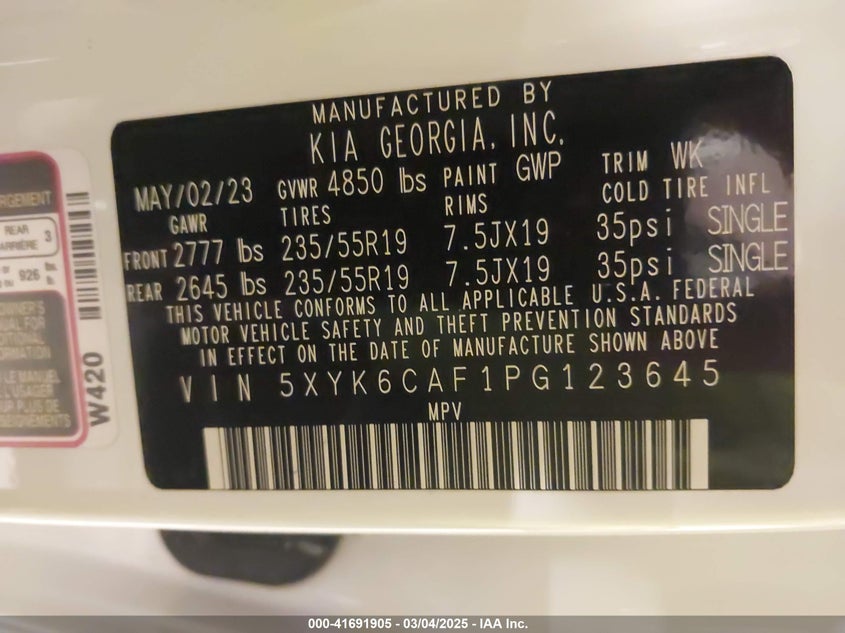 MANUFACTURED BY
KIA GEORGIA, INC.
MAY/02/23 GVWR 4850 lbs PAINT GWP TRIM WK
GAWR TIRES RIMS COLD TIRE INFL
FRONT 2777 lbs 235/55R19 7.5JX19 35psi SINGLE
REAR 2645 lbs 235/55R19 7.5JX19 35psi SINGLE
THIS VEHICLE CONFORMS TO ALL APPLICABLE U.S.A. FEDERAL
MOTOR VEHICLE SAFETY AND THEFT PREVENTION STANDARDS
IN EFFECT ON THE DATE OF MANUFACTURE SHOWN ABOVE
VIN 5XYK6CAF1PG123645
MPV
REAR
3
926
W420
000-41691905 — 03/04/2025 - IAA Inc.